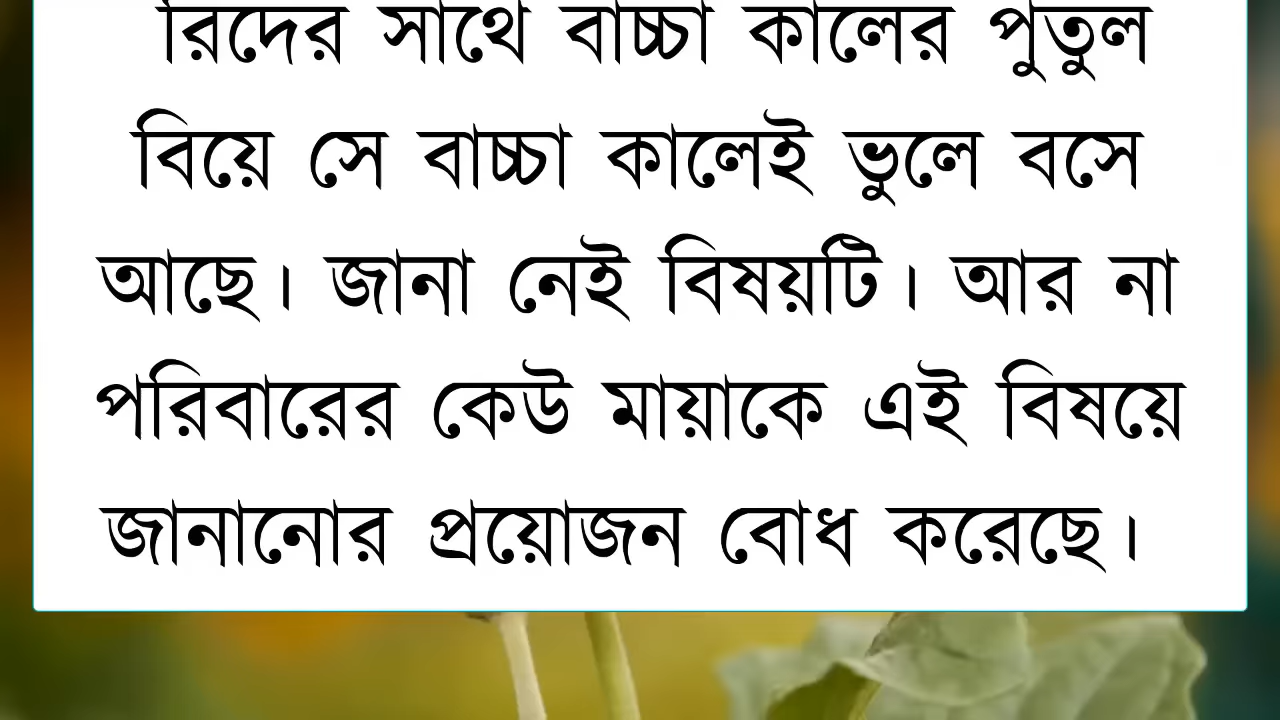 রিদের সাথে বাচ্চা কালের পুতুল
বিয়ে সে বাচ্চা কালেই ভুলে বসে
আছে। জানা নেই বিষয়টি। আর না
পরিবারের কেউ মায়াকে এই বিষয়ে
জানানোর প্রয়োজন বোধ করেছে।